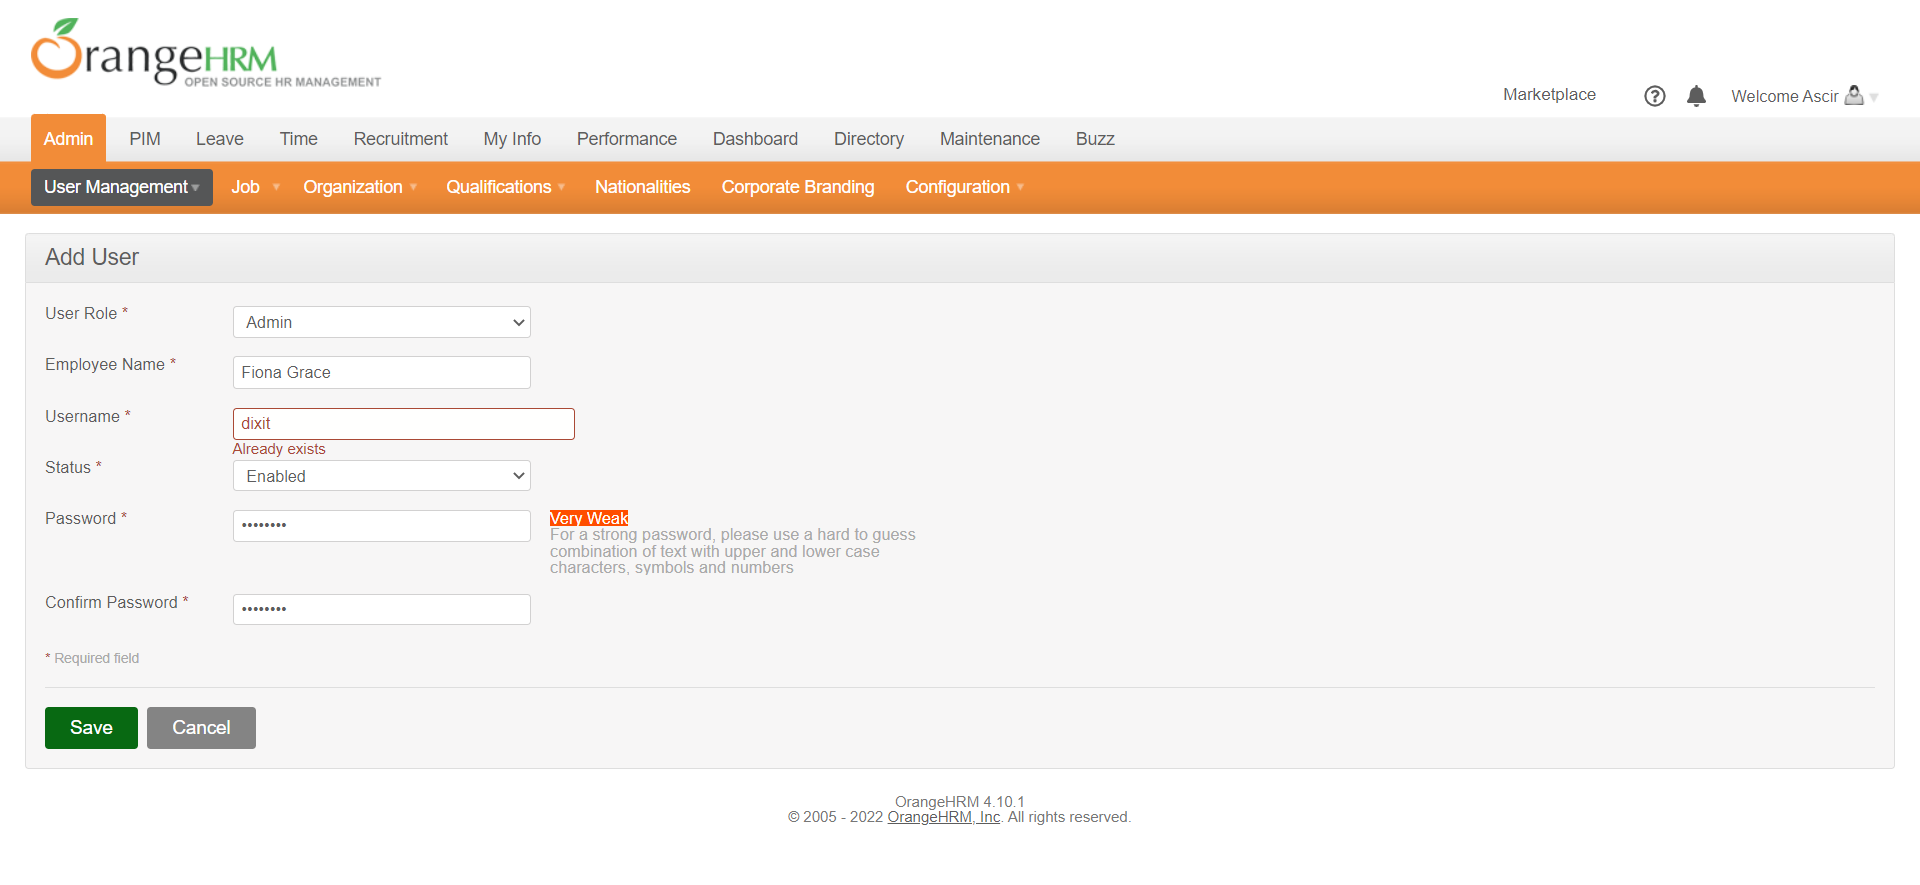 OrangeHRM
OPEN SOURCE HR MANAGEMENT
Marketplace
Welcome Ascir
Admin PIM Leave Time Recruitment My Info Performance Dashboard Directory Maintenance Buzz
User Management Job Organization Qualifications Nationalities Corporate Branding Configuration
Add User
User Role *
Admin
Employee Name *
Fiona Grace
Username *
dixit
Already exists
Status *
Enabled
Password *
••••••••
Very Weak
For a strong password, please use a hard to guess
combination of text with upper and lower case
characters, symbols and numbers
Confirm Password *
••••••••
* Required field
Save Cancel
OrangeHRM 4.10.1
© 2005 - 2022 OrangeHRM, Inc. All rights reserved.